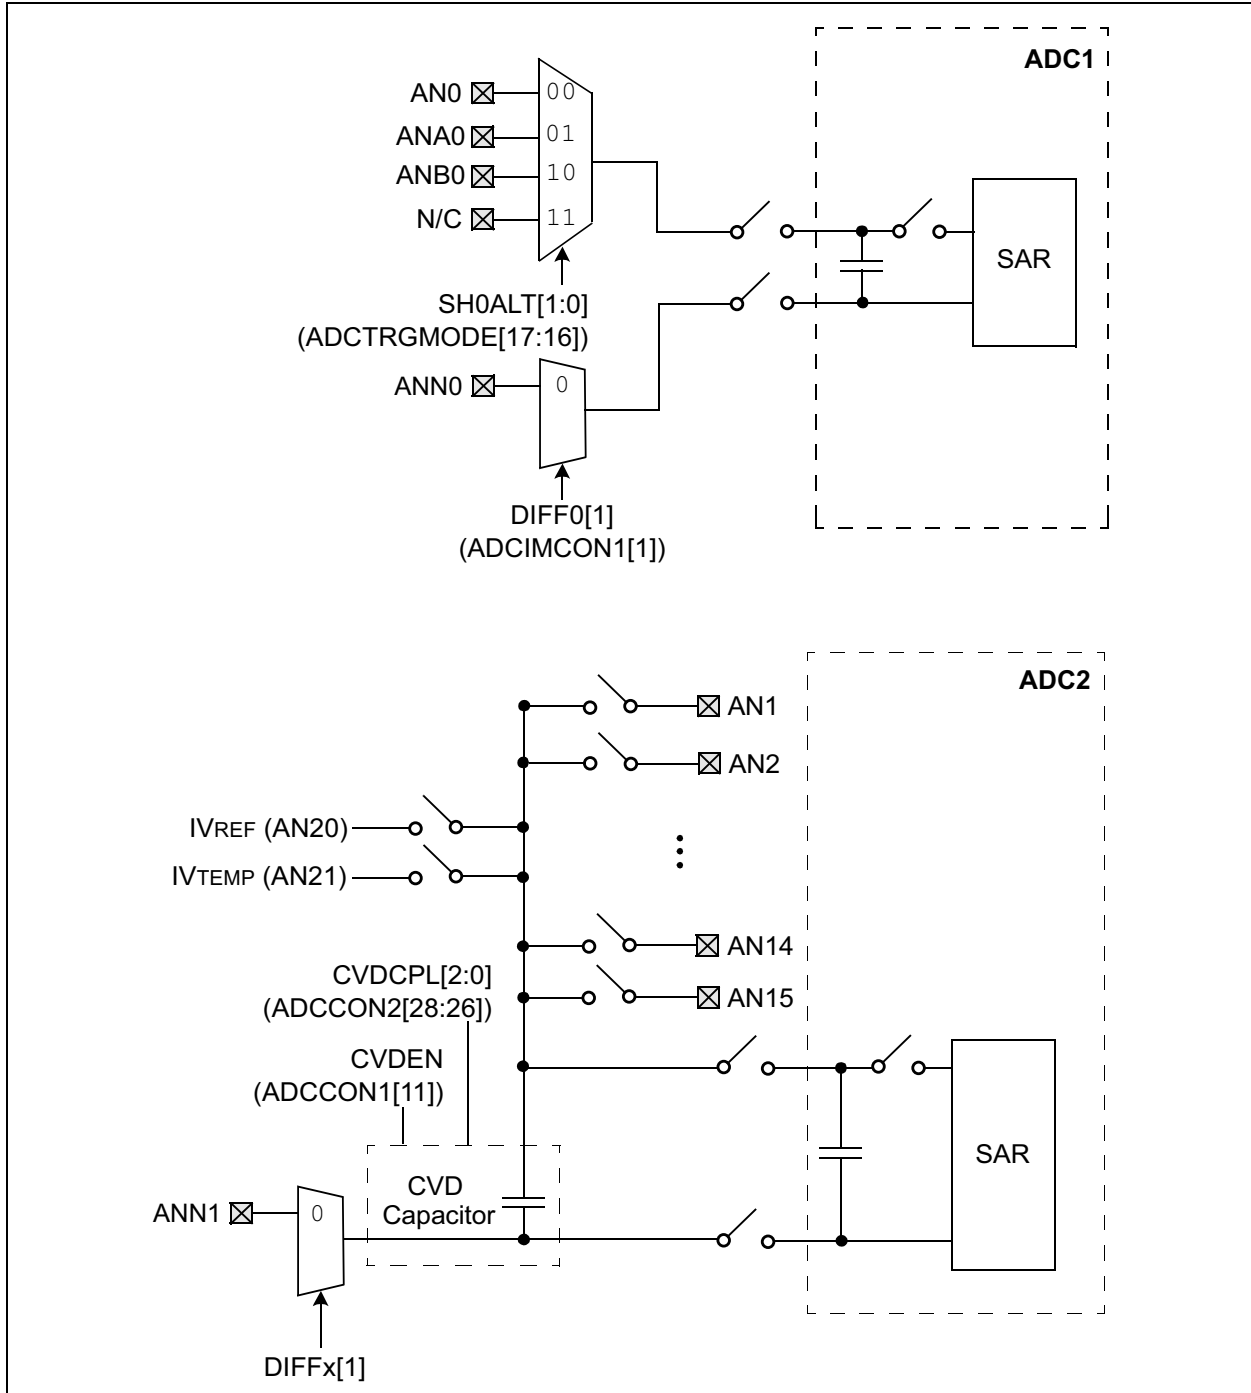 ADC1
AN0
00
ANA0
01
ANB0
10
N/C
11
SAR
SH0ALT[1:0]
(ADCTRGMODE[17:16])
ANN0
0
DIFF0[1]
(ADCIMCON1[1])
ADC2
AN1
AN2
IVREF (AN20)
IVTEMP (AN21)
AN14
AN15
CVDCPL[2:0]
(ADCCON2[28:26])
CVDEN
(ADCCON1[11])
SAR
CVD
Capacitor
ANN1
0
DIFFx[1]